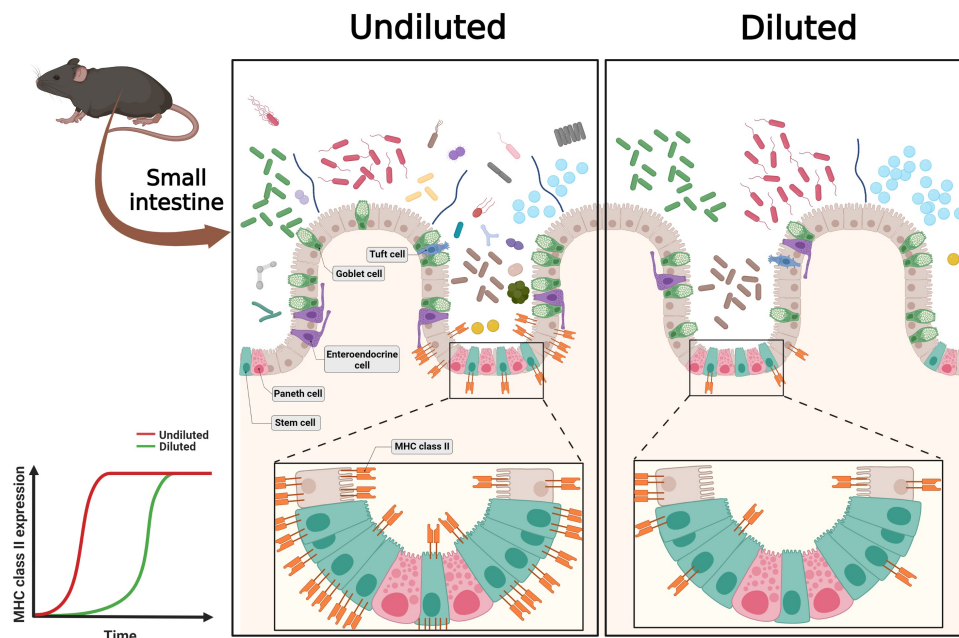 Undiluted
Diluted
Small
intestine
Tuft cell
Goblet cell
Enteroendocrine
cell
Paneth cell
Stem cell
MHC class II
Undiluted
Diluted
MHC class II expression
Time